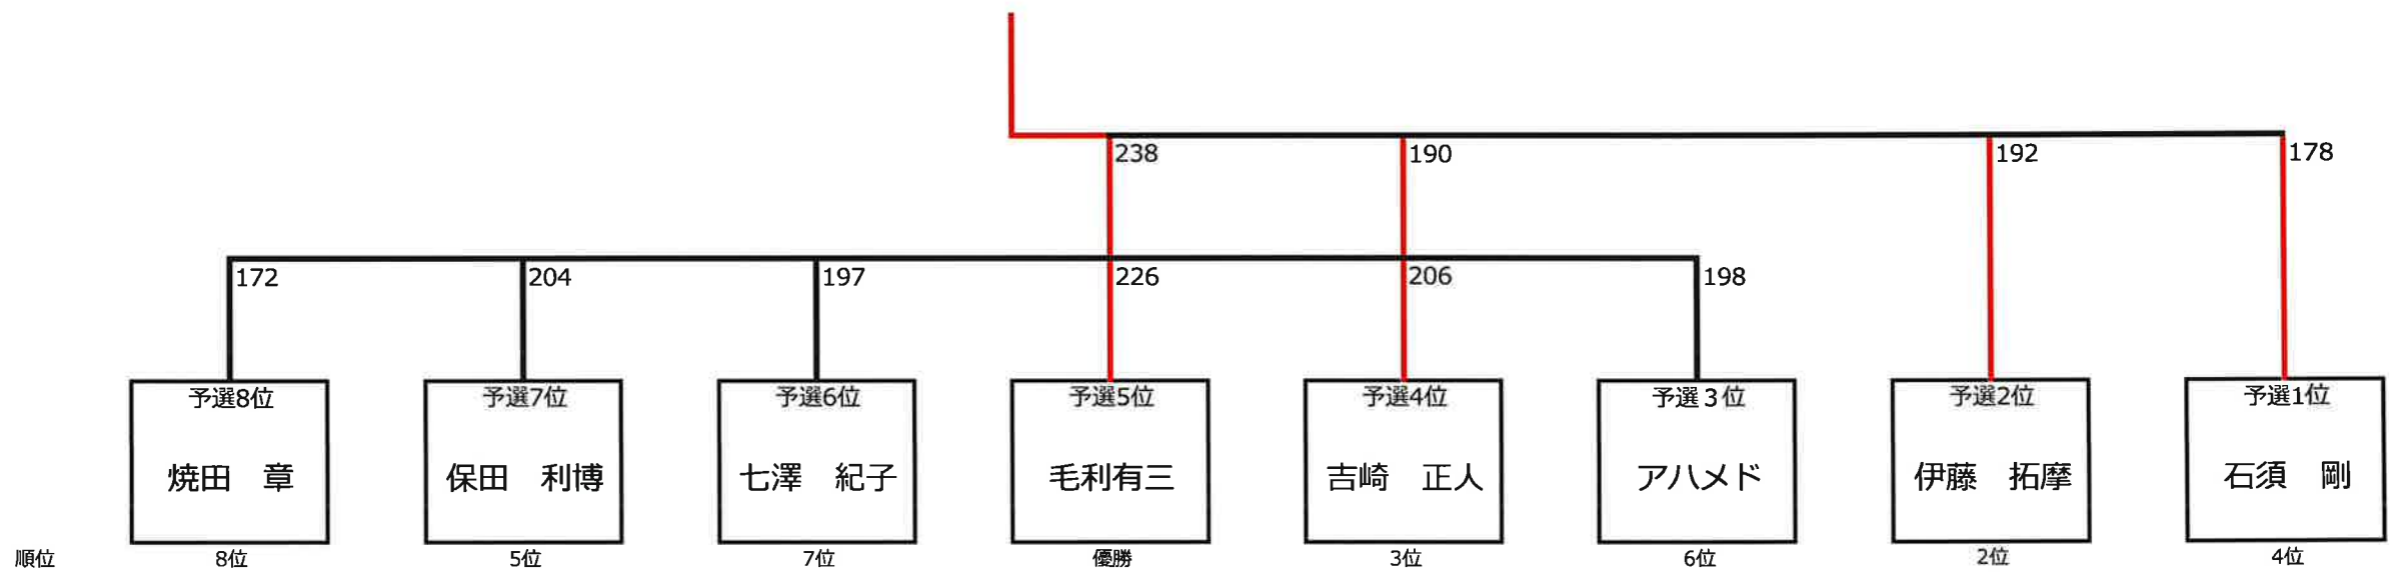 238 190 192 178
172 204 197 226 206 198
予選8位 予選7位 予選6位 予選5位 予選4位 予選３位 予選2位 予選1位
焼田　章 保田　利博 七澤　紀子 毛利有三 吉崎　正人 アハメド 伊藤　拓摩 石須　剛
順位 8位 5位 7位 優勝 3位 6位 2位 4位